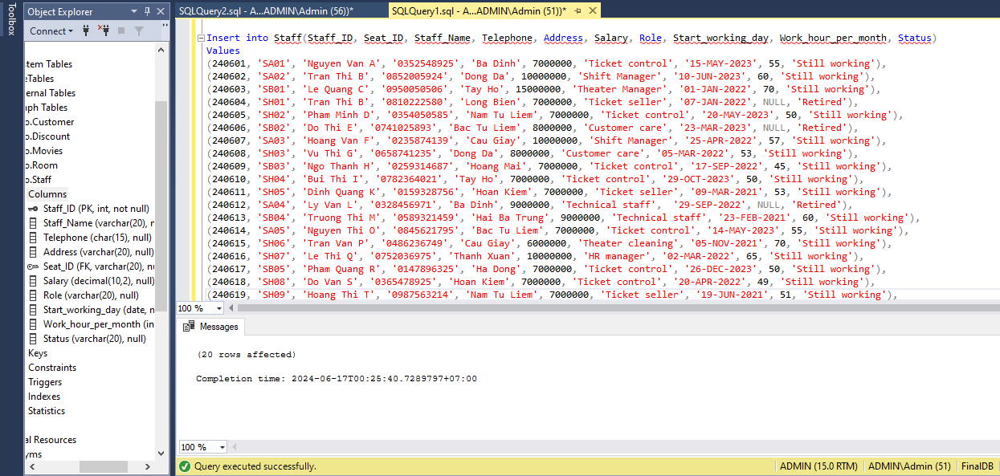 Toolbox
Object Explorer
Connect
tem Tables
eTables
ernal Tables
ph Tables
o.Customer
o.Discount
o.Movies
o.Room
o.Staff
Columns
Staff_ID (PK, int, not null)
Staff_Name (varchar(20), n
Telephone (char(15), null)
Address (varchar(20), null)
Seat_ID (FK, varchar(20), nu
Salary (decimal(10,2), null)
Role (varchar(20), null)
Start_working_day (date, n
Work_hour_per_month (in
Status (varchar(20), null)
Keys
Constraints
Triggers
Indexes
Statistics
al Resources
yms
SQLQuery2.sql - A...ADMIN\Admin (56))* SQLQuery1.sql - A...ADMIN\Admin (51))*
Insert into Staff(Staff_ID, Seat_ID, Staff_Name, Telephone, Address, Salary, Role, Start_working_day, Work_hour_per_month, Status)
Values
(240601, 'SA01', 'Nguyen Van A', '0352548925', 'Ba Dinh', 7000000, 'Ticket control', '15-MAY-2023', 55, 'Still working'),
(240602, 'SA02', 'Tran Thi B', '0852005924', 'Dong Da', 10000000, 'Shift Manager', '10-JUN-2023', 60, 'Still working'),
(240603, 'SB01', 'Le Quang C', '0950050506', 'Tay Ho', 15000000, 'Theater Manager', '01-JAN-2022', 70, 'Still working'),
(240604, 'SH01', 'Tran Thi B', '0810222580', 'Long Bien', 7000000, 'Ticket seller', '07-JAN-2022', NULL, 'Retired'),
(240605, 'SH02', 'Pham Minh D', '0354050585', 'Nam Tu Liem', 7000000, 'Ticket control', '20-MAY-2023', 50, 'Still working'),
(240606, 'SB02', 'Do Thi E', '0741025893', 'Bac Tu Liem', 8000000, 'Customer care', '23-MAR-2023', NULL, 'Retired'),
(240607, 'SA03', 'Hoang Van F', '0235874139', 'Cau Giay', 10000000, 'Shift Manager', '25-APR-2022', 57, 'Still working'),
(240608, 'SH03', 'Vu Thi G', '0658741235', 'Dong Da', 8000000, 'Customer care', '05-MAR-2022', 53, 'Still working'),
(240609, 'SB03', 'Ngo Thanh H', '0259314687', 'Hoang Mai', 7000000, 'Ticket control', '17-SEP-2022', 45, 'Still working'),
(240610, 'SH04', 'Bui Thi I', '0782364021', 'Tay Ho', 7000000, 'Ticket control', '29-OCT-2023', 50, 'Still working'),
(240611, 'SH05', 'Dinh Quang K', '0159328756', 'Hoan Kiem', 7000000, 'Ticket seller', '09-MAR-2021', 53, 'Still working'),
(240612, 'SA04', 'Ly Van L', '0328456971', 'Ba Dinh', 9000000, 'Technical staff', '29-SEP-2022', NULL, 'Retired'),
(240613, 'SB04', 'Truong Thi M', '0589321459', 'Hai Ba Trung', 9000000, 'Technical staff', '23-FEB-2021', 60, 'Still working'),
(240614, 'SA05', 'Nguyen Thi O', '0845621795', 'Bac Tu Liem', 7000000, 'Ticket control', '14-MAY-2023', 55, 'Still working'),
(240615, 'SH06', 'Tran Van P', '0486236749', 'Cau Giay', 6000000, 'Theater cleaning', '05-NOV-2021', 70, 'Still working'),
(240616, 'SH07', 'Le Thi Q', '0752036975', 'Thanh Xuan', 10000000, 'HR manager', '02-MAR-2022', 65, 'Still working'),
(240617, 'SB05', 'Pham Quang R', '0147896325', 'Ha Dong', 7000000, 'Ticket control', '26-DEC-2023', 50, 'Still working'),
(240618, 'SH08', 'Do Van S', '0365478925', 'Hoan Kiem', 7000000, 'Ticket control', '20-APR-2022', 49, 'Still working'),
(240619, 'SH09', 'Hoang Thi T', '0987563214', 'Nam Tu Liem', 7000000, 'Ticket seller', '19-JUN-2021', 51, 'Still working'),
100 %
Messages
(20 rows affected)
Completion time: 2024-06-17T00:25:40.7289797+07:00
100 %
Query executed successfully. ADMIN (15.0 RTM) ADMIN\Admin (51) FinalDB